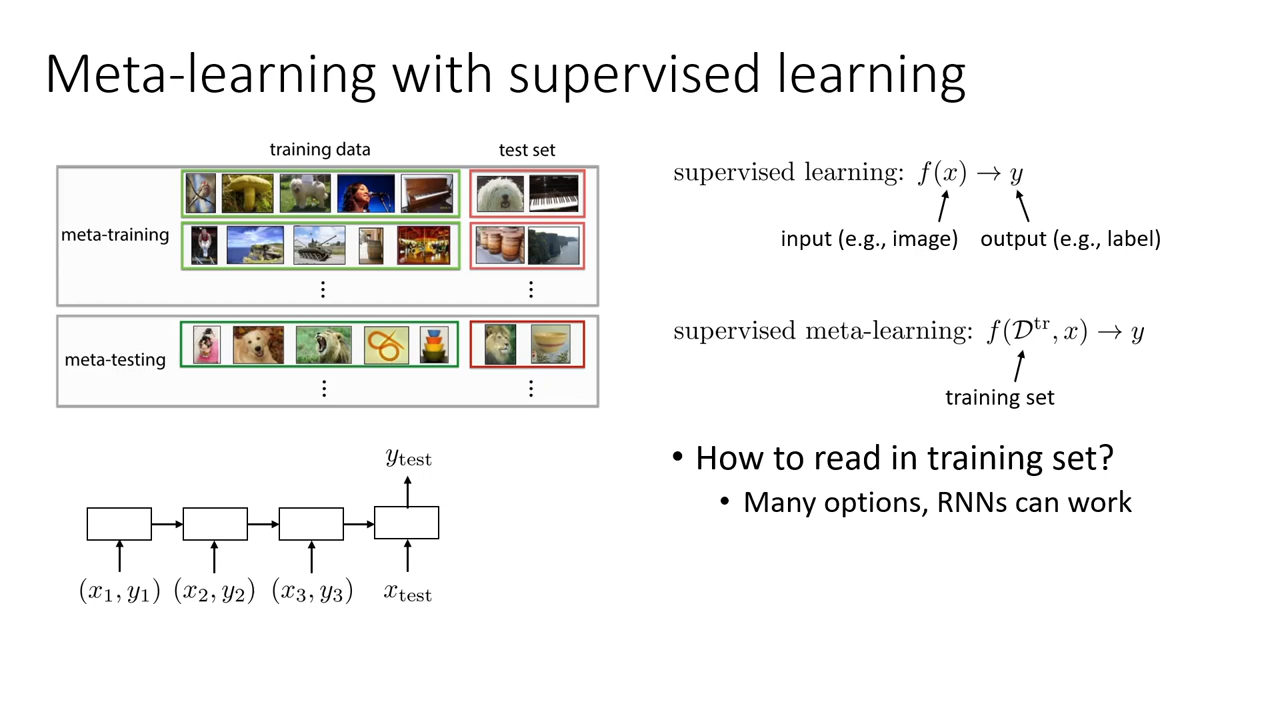 Meta-learning with supervised learning
training data
test set
meta-training
⋮ ⋮
meta-testing
⋮ ⋮
supervised learning: f(x) → y
input (e.g., image) output (e.g., label)
supervised meta-learning: f(𝒟ᵗʳ, x) → y
training set
• How to read in training set?
• Many options, RNNs can work
y_test
(x₁, y₁) (x₂, y₂) (x₃, y₃) x_test